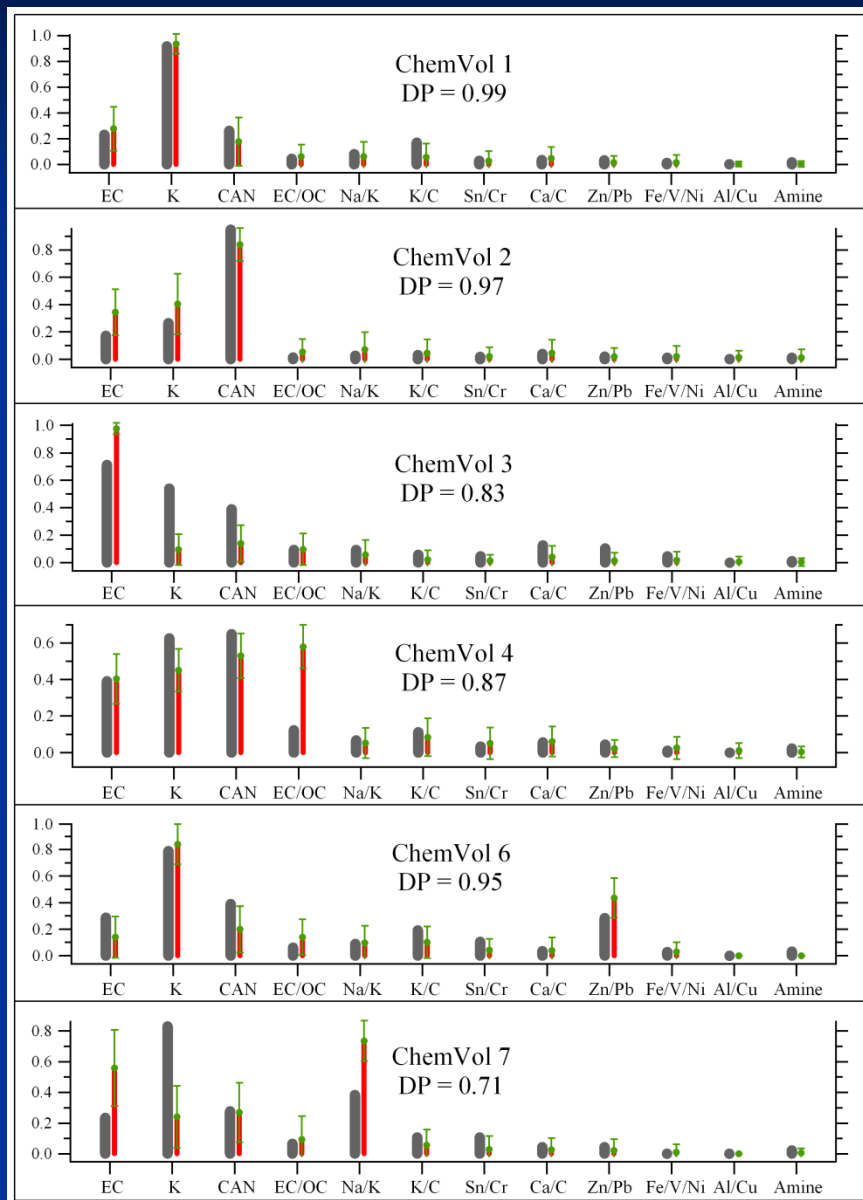 1.0
0.8
0.6
0.4
0.2
0.0
ChemVol 1
DP = 0.99
EC K CAN EC/OC Na/K K/C Sn/Cr Ca/C Zn/Pb Fe/V/Ni Al/Cu Amine
0.8
0.6
0.4
0.2
0.0
ChemVol 2
DP = 0.97
EC K CAN EC/OC Na/K K/C Sn/Cr Ca/C Zn/Pb Fe/V/Ni Al/Cu Amine
1.0
0.8
0.6
0.4
0.2
0.0
ChemVol 3
DP = 0.83
EC K CAN EC/OC Na/K K/C Sn/Cr Ca/C Zn/Pb Fe/V/Ni Al/Cu Amine
0.6
0.4
0.2
0.0
ChemVol 4
DP = 0.87
EC K CAN EC/OC Na/K K/C Sn/Cr Ca/C Zn/Pb Fe/V/Ni Al/Cu Amine
1.0
0.8
0.6
0.4
0.2
0.0
ChemVol 6
DP = 0.95
EC K CAN EC/OC Na/K K/C Sn/Cr Ca/C Zn/Pb Fe/V/Ni Al/Cu Amine
0.8
0.6
0.4
0.2
0.0
ChemVol 7
DP = 0.71
EC K CAN EC/OC Na/K K/C Sn/Cr Ca/C Zn/Pb Fe/V/Ni Al/Cu Amine